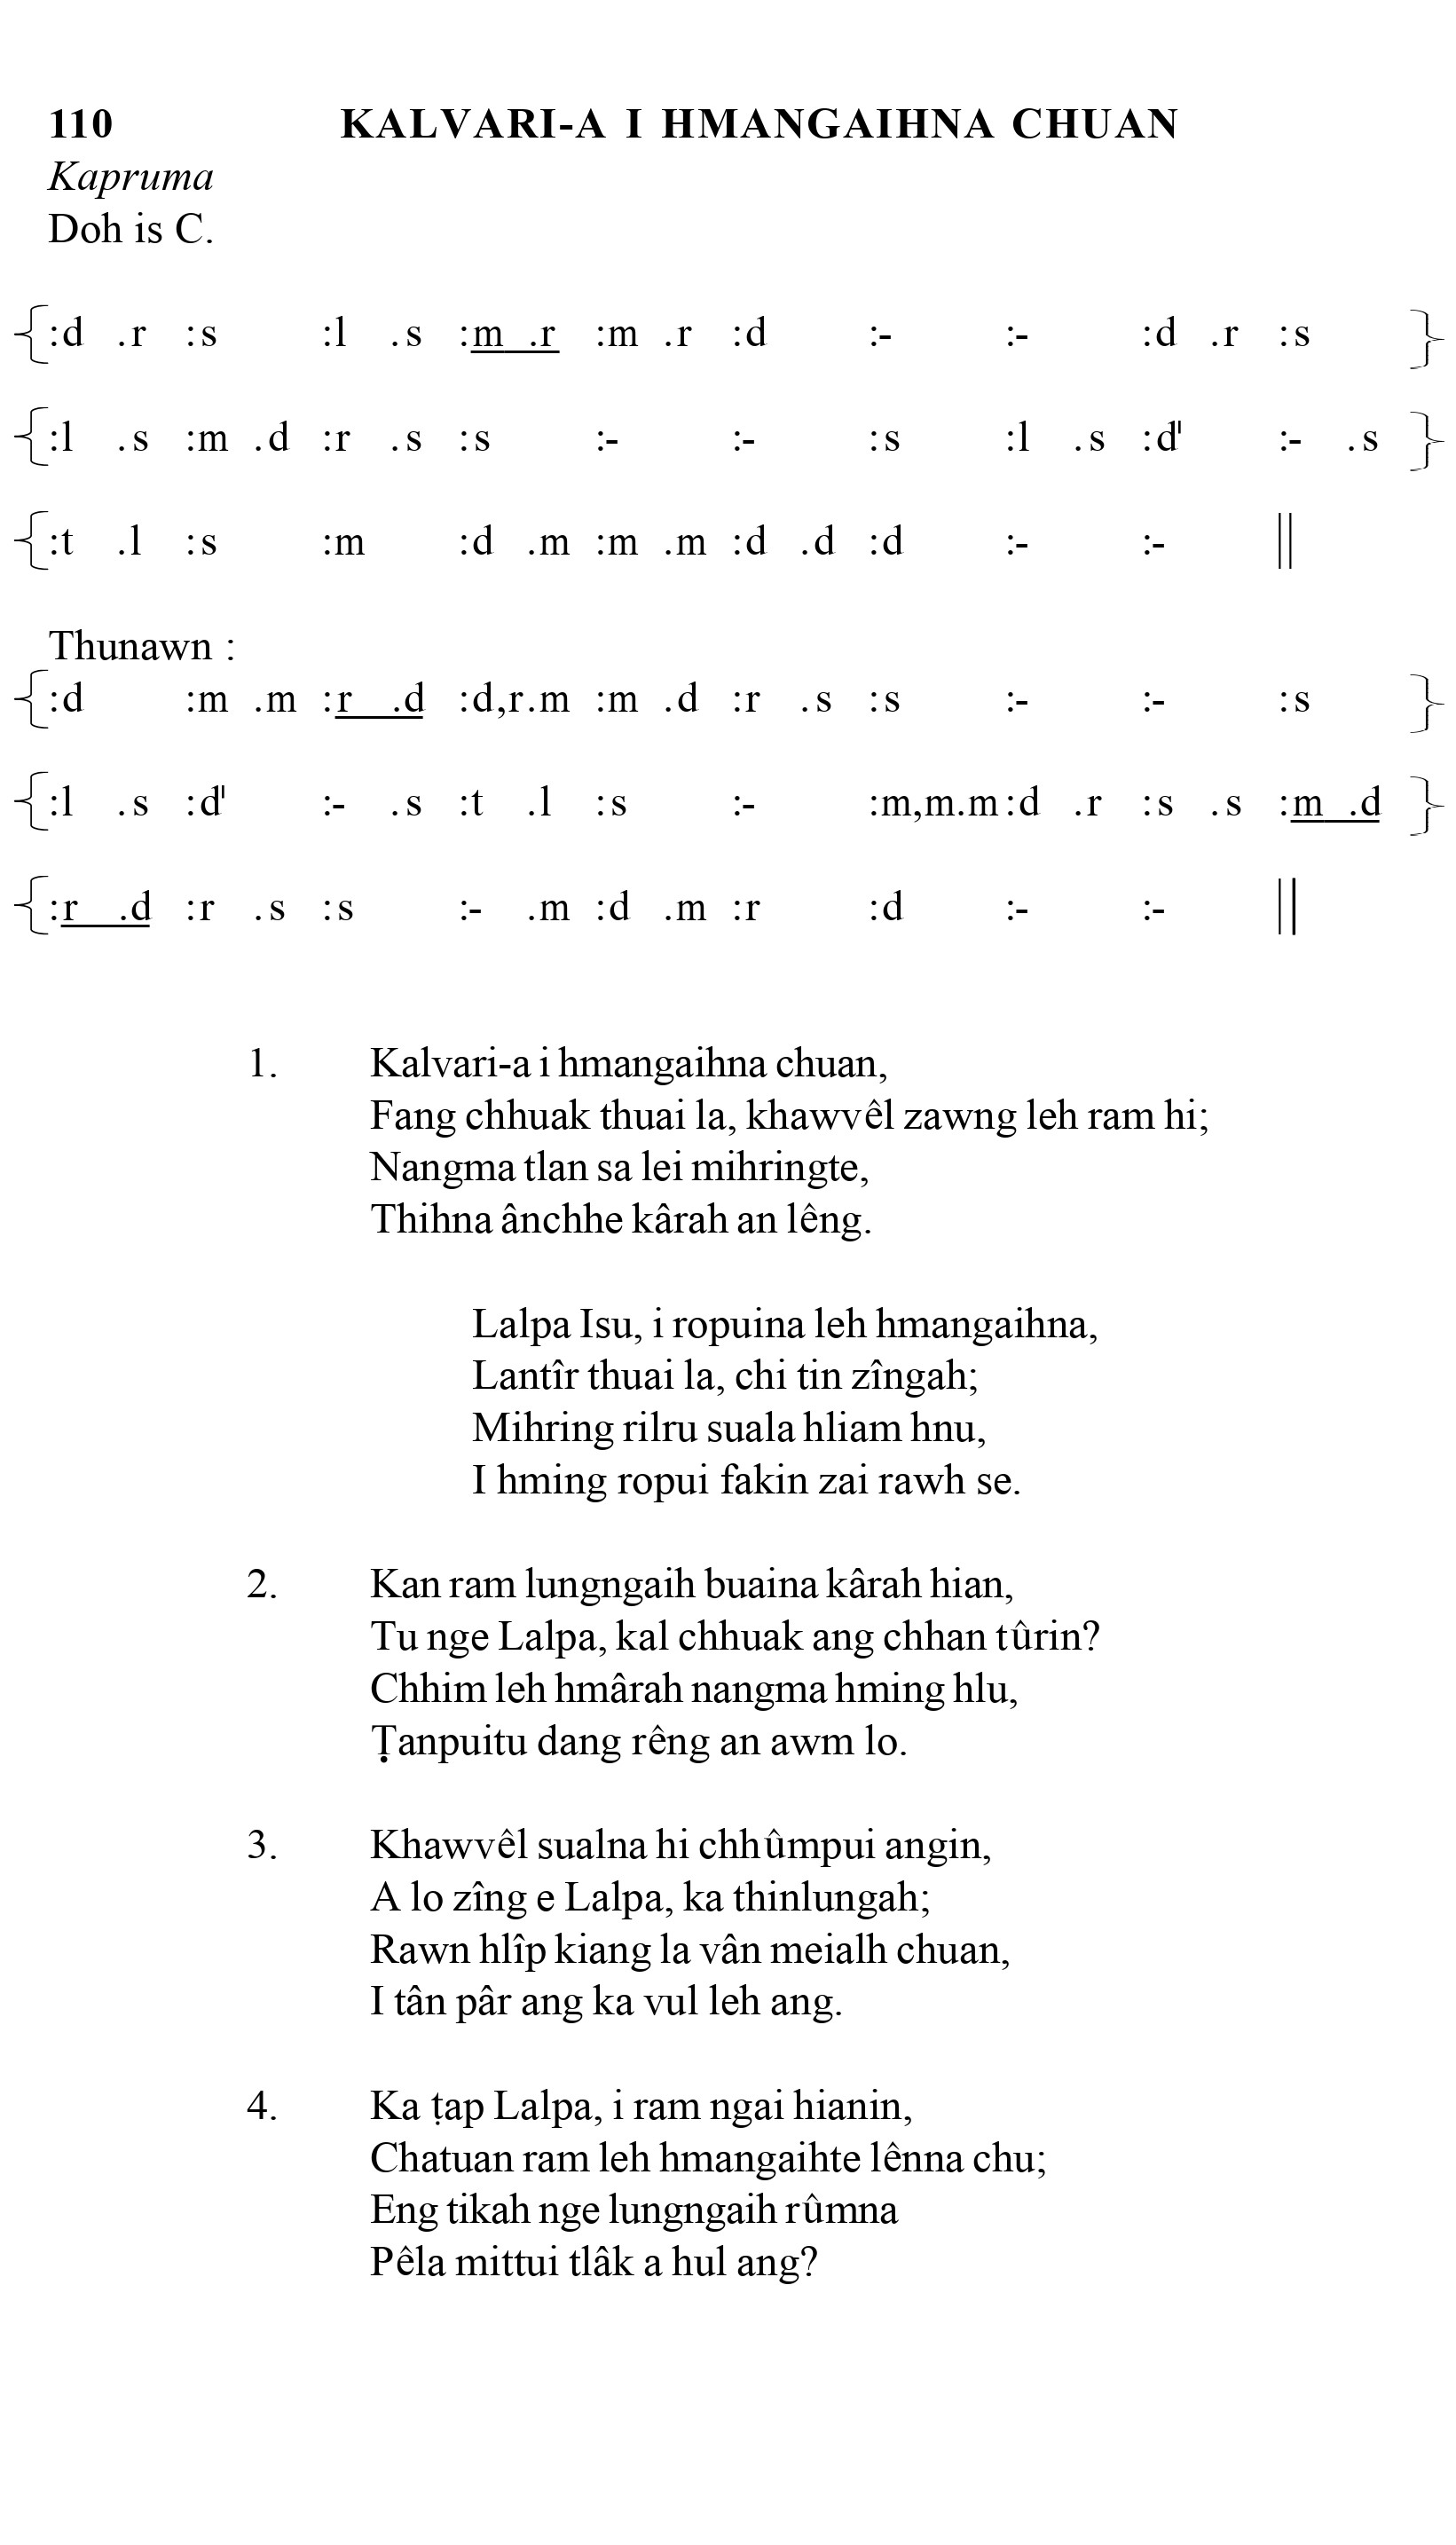 110 KALVARI-A I HMANGAIHNA CHUAN
Kapruma
Doh is C.
{:d .r :s :l .s :m .r :m .r :d :- :- :d .r :s }
{:l .s :m .d :r .s :s :- :- :s :l .s :d' :- .s }
{:t .l :s :m :d .m :m .m :d .d :d :- :- ||
Thunawn :
{:d :m .m :r .d :d,r.m :m .d :r .s :s :- :- :s }
{:l .s :d' :- .s :t .l :s :- :m,m.m :d .r :s .s :m .d }
{:r .d :r .s :s :- .m :d .m :r :d :- :- ||
1. Kalvari-a i hmangaihna chuan,
Fang chhuak thuai la, khawvêl zawng leh ram hi;
Nangma tlan sa lei mihringte,
Thihna ânchhe kârah an lêng.
Lalpa Isu, i ropuina leh hmangaihna,
Lantîr thuai la, chi tin zîngah;
Mihring rilru suala hliam hnu,
I hming ropui fakin zai rawh se.
2. Kan ram lungngaih buaina kârah hian,
Tu nge Lalpa, kal chhuak ang chhan tûrin?
Chhim leh hmârah nangma hming hlu,
Ṭanpuitu dang rêng an awm lo.
3. Khawvêl sualna hi chhûmpui angin,
A lo zîng e Lalpa, ka thinlungah;
Rawn hlîp kiang la vân meialh chuan,
I tân pâr ang ka vul leh ang.
4. Ka ṭap Lalpa, i ram ngai hianin,
Chatuan ram leh hmangaihte lênna chu;
Eng tikah nge lungngaih rûmna
Pêla mittui tlâk a hul ang?